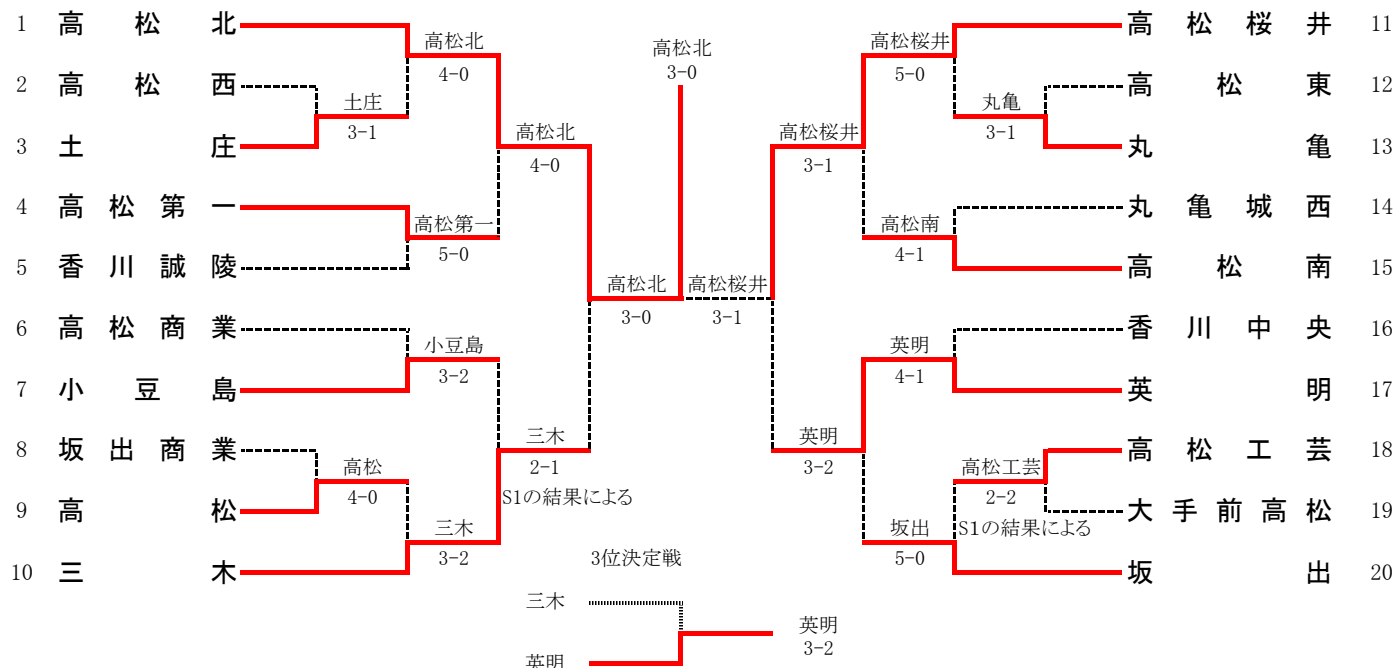 1 高松北
2 高松西
3 土庄
4 高松第一
5 香川誠陵
6 高松商業
7 小豆島
8 坂出商業
9 高松
10 三木
土庄
3-1
高松北
4-0
高松第一
5-0
小豆島
3-2
高松
4-0
三木
3-2
高松北
4-0
三木
2-1
S1の結果による
高松北
3-0
高松北
3-0
高松桜井
3-1
高松桜井
3-1
英明
3-2
高松桜井
5-0
高松南
4-1
英明
4-1
坂出
5-0
丸亀
3-1
高松工芸
2-2
S1の結果による
高松桜井 11
高松東 12
丸亀 13
丸亀城西 14
高松南 15
香川中央 16
英明 17
高松工芸 18
大手前高松 19
坂出 20
3位決定戦
三木
英明
英明
3-2